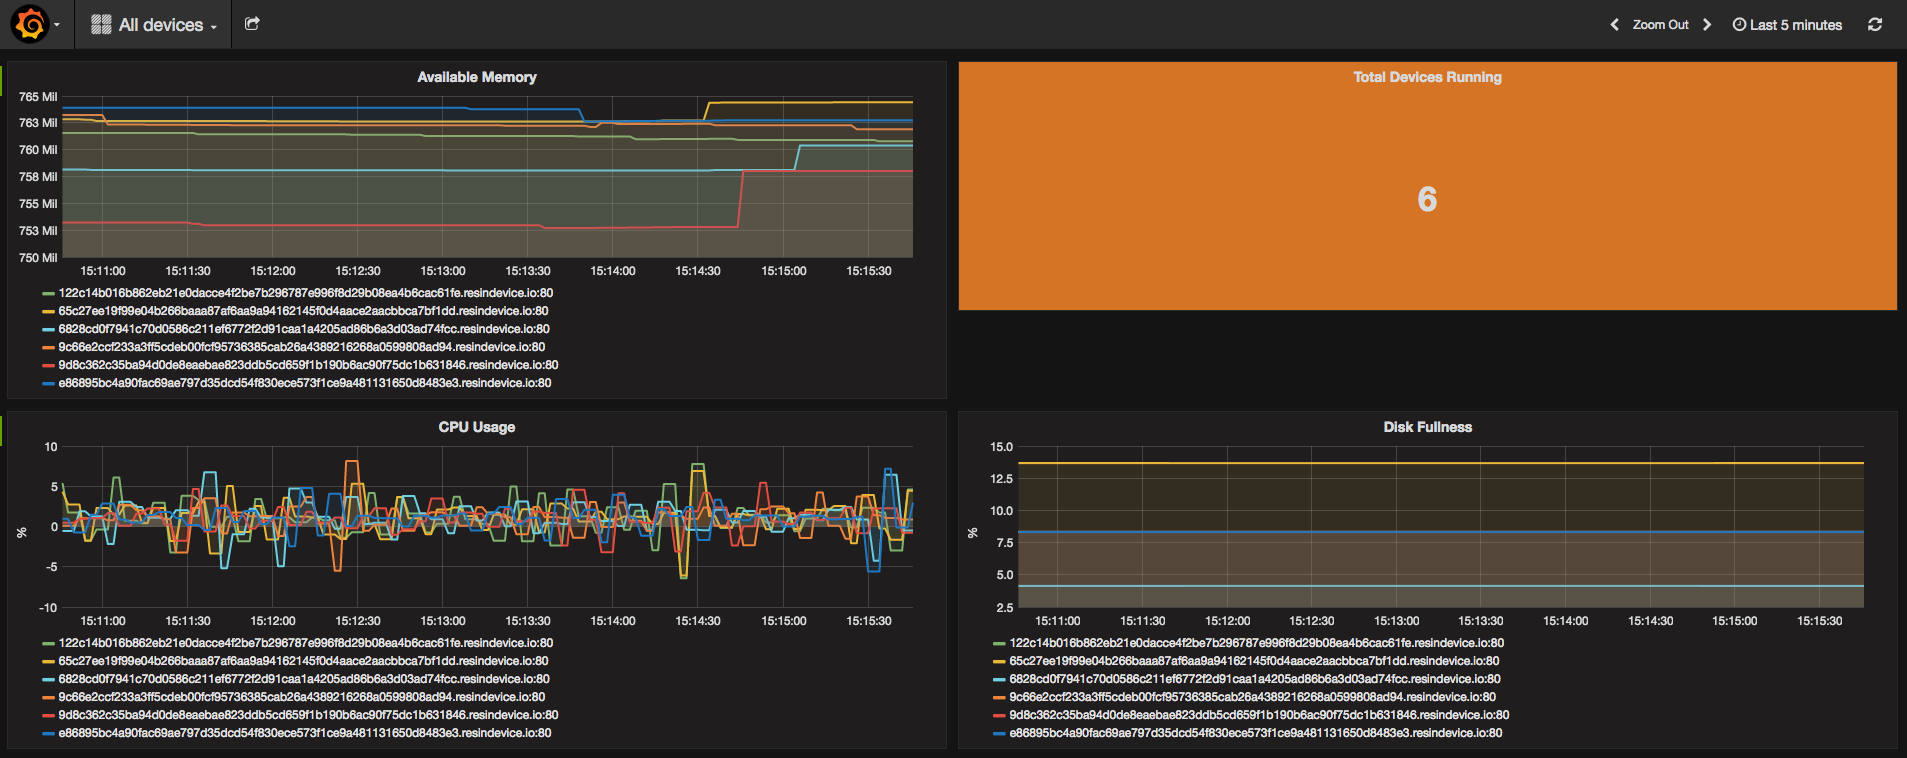 All devices
Zoom Out
Last 5 minutes
Available Memory
765 Mil
763 Mil
760 Mil
758 Mil
755 Mil
753 Mil
750 Mil
15:11:00 15:11:30 15:12:00 15:12:30 15:13:00 15:13:30 15:14:00 15:14:30 15:15:00 15:15:30
122c14b016b862eb21e0dacce4f2be7b296787e996f8d29b08ea4b6cac61fe.resindevice.io:80
65c27ee19f99e04b266baaa87af6aa9a94162145f0d4aace2aacbbca7bf1dd.resindevice.io:80
6828cd0f7941c70d0586c211ef6772f2d91caa1a4205ad86b6a3d03ad74fcc.resindevice.io:80
9c66e2ccf233a3ff5cdeb00fcf95736385cab26a4389216268a0599808ad94.resindevice.io:80
9d8c362c35ba94d0de8eaebae823ddb5cd659f1b190b6ac90f75dc1b631846.resindevice.io:80
e86895bc4a90fac69ae797d35dcd54f830ece573f1ce9a481131650d8483e3.resindevice.io:80
Total Devices Running
6
CPU Usage
10
5
0
-5
-10
%
15:11:00 15:11:30 15:12:00 15:12:30 15:13:00 15:13:30 15:14:00 15:14:30 15:15:00 15:15:30
122c14b016b862eb21e0dacce4f2be7b296787e996f8d29b08ea4b6cac61fe.resindevice.io:80
65c27ee19f99e04b266baaa87af6aa9a94162145f0d4aace2aacbbca7bf1dd.resindevice.io:80
6828cd0f7941c70d0586c211ef6772f2d91caa1a4205ad86b6a3d03ad74fcc.resindevice.io:80
9c66e2ccf233a3ff5cdeb00fcf95736385cab26a4389216268a0599808ad94.resindevice.io:80
9d8c362c35ba94d0de8eaebae823ddb5cd659f1b190b6ac90f75dc1b631846.resindevice.io:80
e86895bc4a90fac69ae797d35dcd54f830ece573f1ce9a481131650d8483e3.resindevice.io:80
Disk Fullness
15.0
12.5
10.0
7.5
5.0
2.5
%
15:11:00 15:11:30 15:12:00 15:12:30 15:13:00 15:13:30 15:14:00 15:14:30 15:15:00 15:15:30
122c14b016b862eb21e0dacce4f2be7b296787e996f8d29b08ea4b6cac61fe.resindevice.io:80
65c27ee19f99e04b266baaa87af6aa9a94162145f0d4aace2aacbbca7bf1dd.resindevice.io:80
6828cd0f7941c70d0586c211ef6772f2d91caa1a4205ad86b6a3d03ad74fcc.resindevice.io:80
9c66e2ccf233a3ff5cdeb00fcf95736385cab26a4389216268a0599808ad94.resindevice.io:80
9d8c362c35ba94d0de8eaebae823ddb5cd659f1b190b6ac90f75dc1b631846.resindevice.io:80
e86895bc4a90fac69ae797d35dcd54f830ece573f1ce9a481131650d8483e3.resindevice.io:80